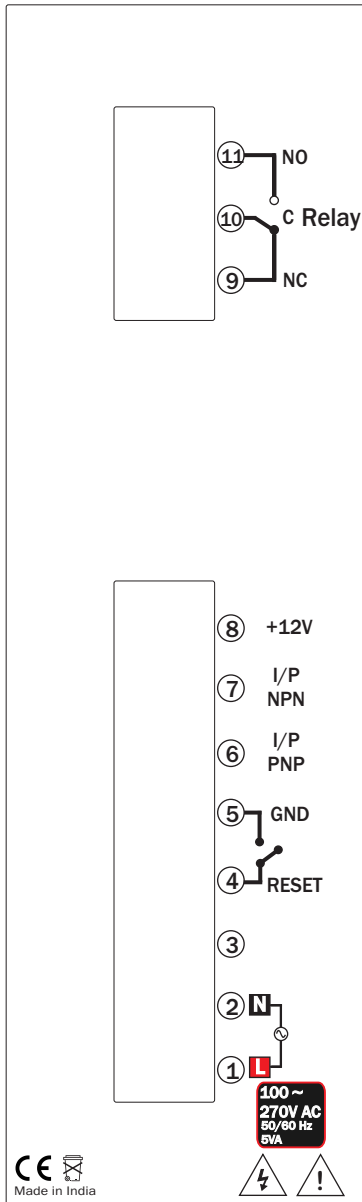 11 NO
10 C Relay
9 NC
8 +12V
7 I/P
NPN
6 I/P
PNP
5 GND
4 RESET
3
2 N
1 L
100 ~
270V AC
50/60 Hz
5VA
CE
Made in India
!